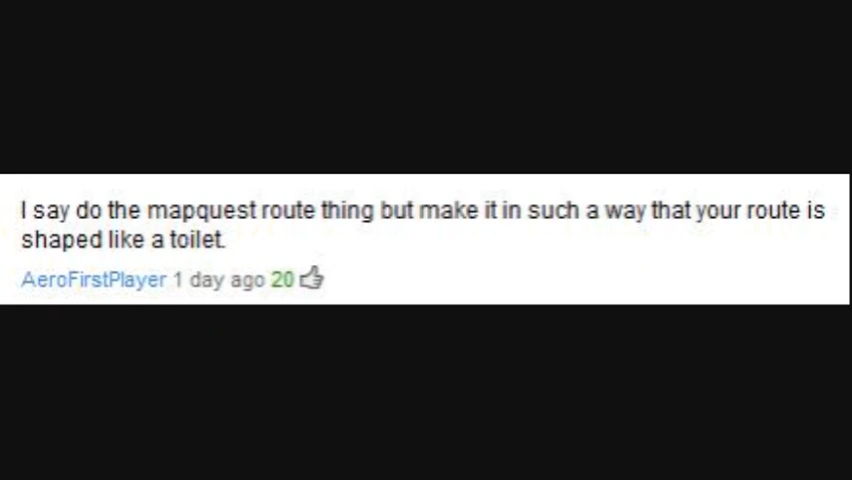 I say do the mapquest route thing but make it in such a way that your route is
shaped like a toilet.
AeroFirstPlayer 1 day ago 20